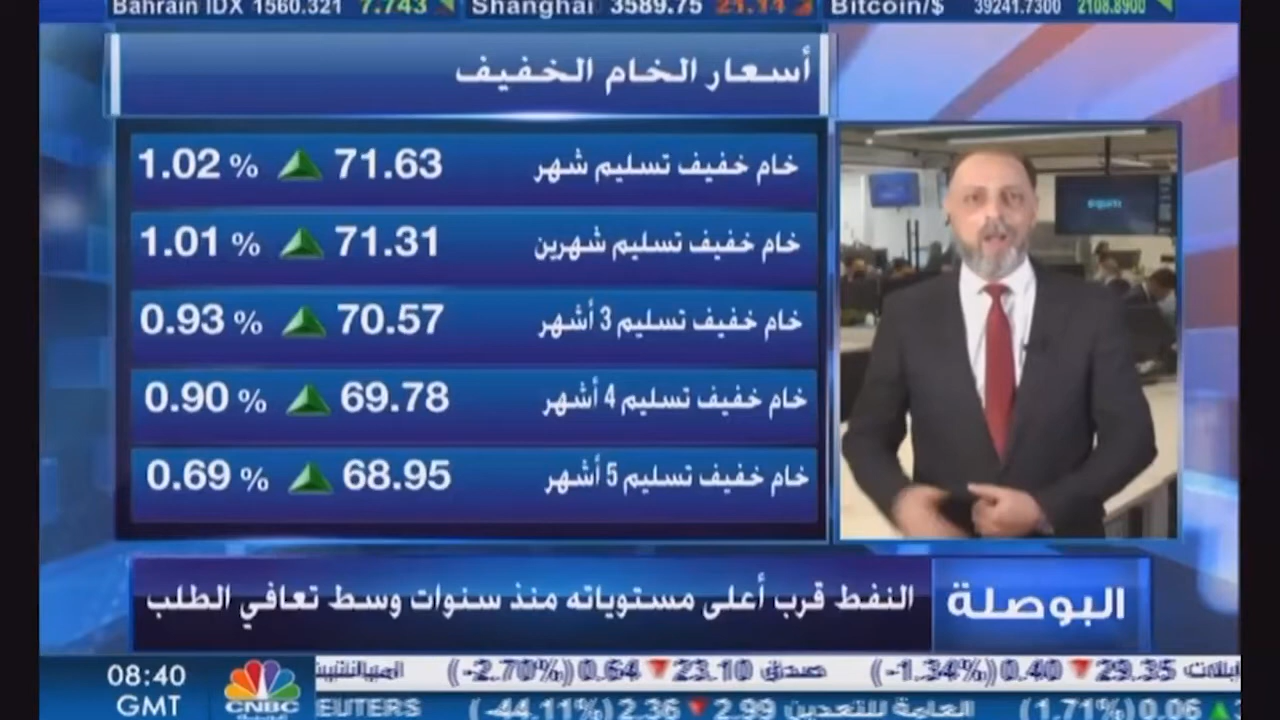 Bahrain IDX 1560.321 7.743 Shanghai 3589.75 21.14 Bitcoin/$ 39241.7300 2108.8900
أسعار الخام الخفيف
خام خفيف تسليم شهر 71.63 1.02 %
خام خفيف تسليم شهرين 71.31 1.01 %
خام خفيف تسليم 3 أشهر 70.57 0.93 %
خام خفيف تسليم 4 أشهر 69.78 0.90 %
خام خفيف تسليم 5 أشهر 68.95 0.69 %
البوصلة
النفط قرب أعلى مستوياته منذ سنوات وسط تعافي الطلب
08:40
GMT
CNBC
عربية
29.35 0.40 (-1.34%) صدق 23.10 0.64 (-2.70%)
0.06 (1.71%) العامة للتعدين 2.99 2.36 (-44.11%) REUTERS